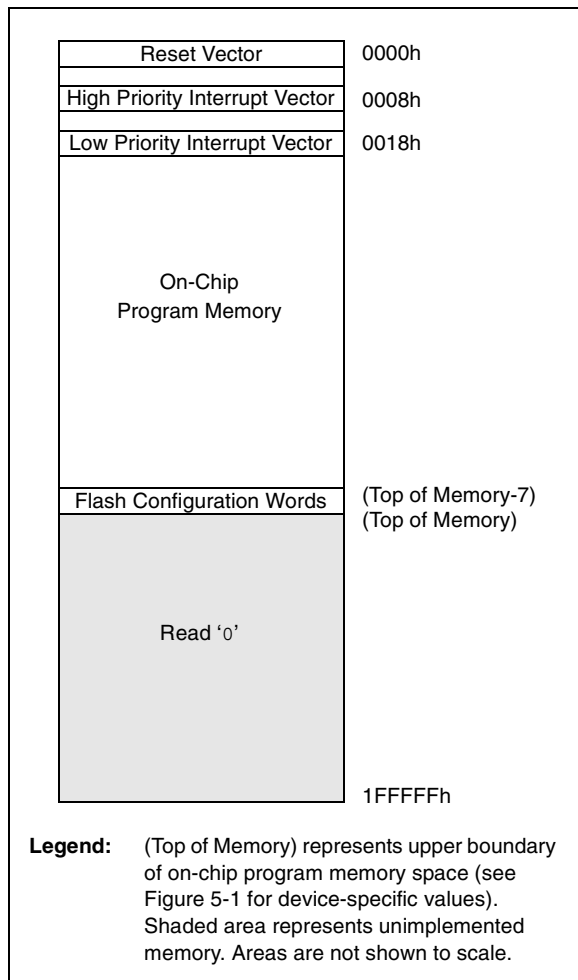 Reset Vector 0000h
High Priority Interrupt Vector 0008h
Low Priority Interrupt Vector 0018h
On-Chip
Program Memory
Flash Configuration Words (Top of Memory-7)
(Top of Memory)
Read ‘0’
1FFFFFh
Legend: (Top of Memory) represents upper boundary
of on-chip program memory space (see
Figure 5-1 for device-specific values).
Shaded area represents unimplemented
memory. Areas are not shown to scale.